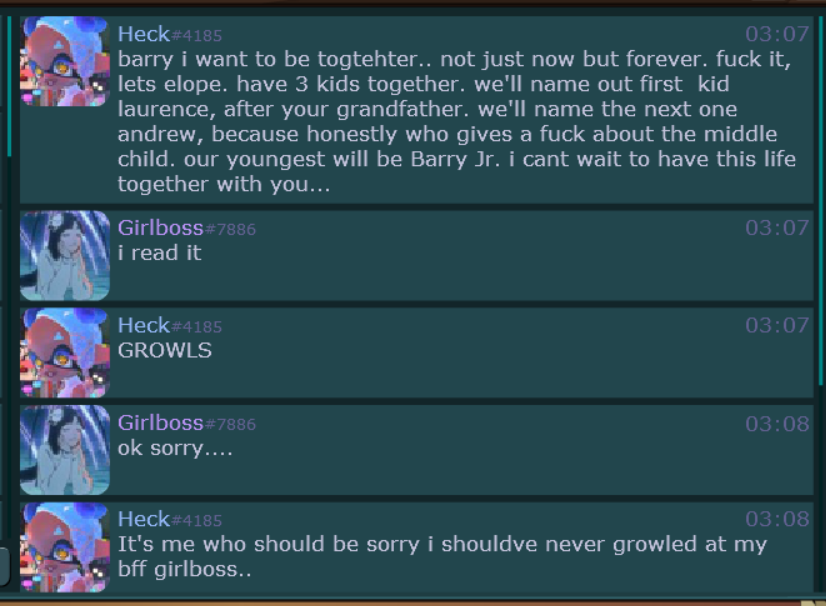 Heck#4185 03:07
barry i want to be togtehter.. not just now but forever. fuck it,
lets elope. have 3 kids together. we'll name out first  kid
laurence, after your grandfather. we'll name the next one
andrew, because honestly who gives a fuck about the middle
child. our youngest will be Barry Jr. i cant wait to have this life
together with you...
Girlboss#7886 03:07
i read it
Heck#4185 03:07
GROWLS
Girlboss#7886 03:08
ok sorry....
Heck#4185 03:08
It's me who should be sorry i shouldve never growled at my
bff girlboss..